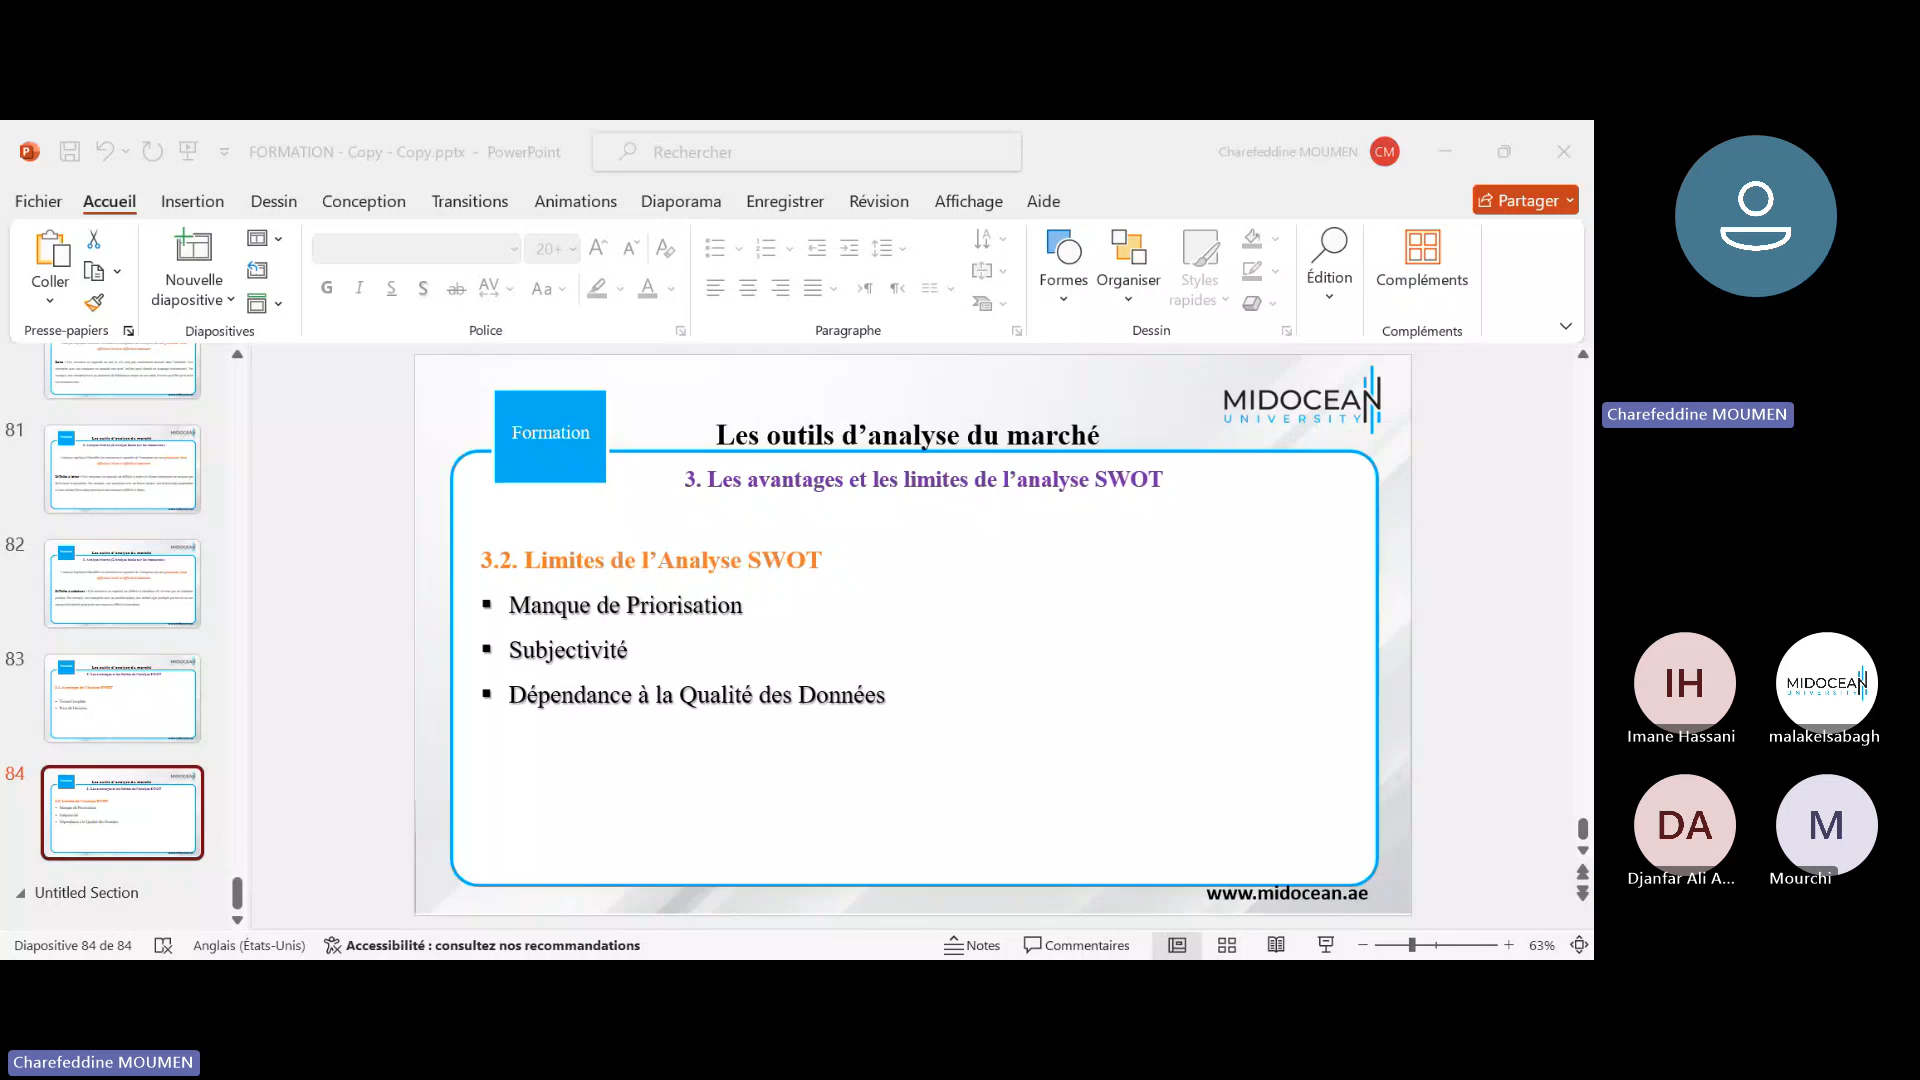 FORMATION - Copy - Copy.pptx - PowerPoint
Rechercher
Charefeddine MOUMEN
CM
Fichier Accueil Insertion Dessin Conception Transitions Animations Diaporama Enregistrer Révision Affichage Aide
Partager
Coller
Nouvelle diapositive
20+
Formes
Organiser
Styles rapides
Édition
Compléments
Presse-papiers
Diapositives
Police
Paragraphe
Dessin
Compléments
81
82
83
84
Untitled Section
MIDOCEAN
UNIVERSITY
Formation
Les outils d’analyse du marché
3. Les avantages et les limites de l’analyse SWOT
3.2. Limites de l’Analyse SWOT
▪ Manque de Priorisation
▪ Subjectivité
▪ Dépendance à la Qualité des Données
www.midocean.ae
Diapositive 84 de 84
Anglais (États-Unis)
Accessibilité : consultez nos recommandations
Notes
Commentaires
63%
Charefeddine MOUMEN
IH
Imane Hassani
MIDOCEAN
UNIVERSITY
malakelsabagh
DA
Djanfar Ali A...
M
Mourchi
Charefeddine MOUMEN